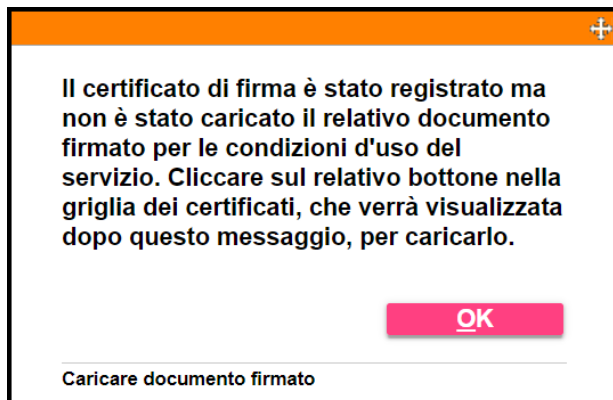 Il certificato di firma è stato registrato ma
non è stato caricato il relativo documento
firmato per le condizioni d'uso del
servizio. Cliccare sul relativo bottone nella
griglia dei certificati, che verrà visualizzata
dopo questo messaggio, per caricarlo.
OK
Caricare documento firmato